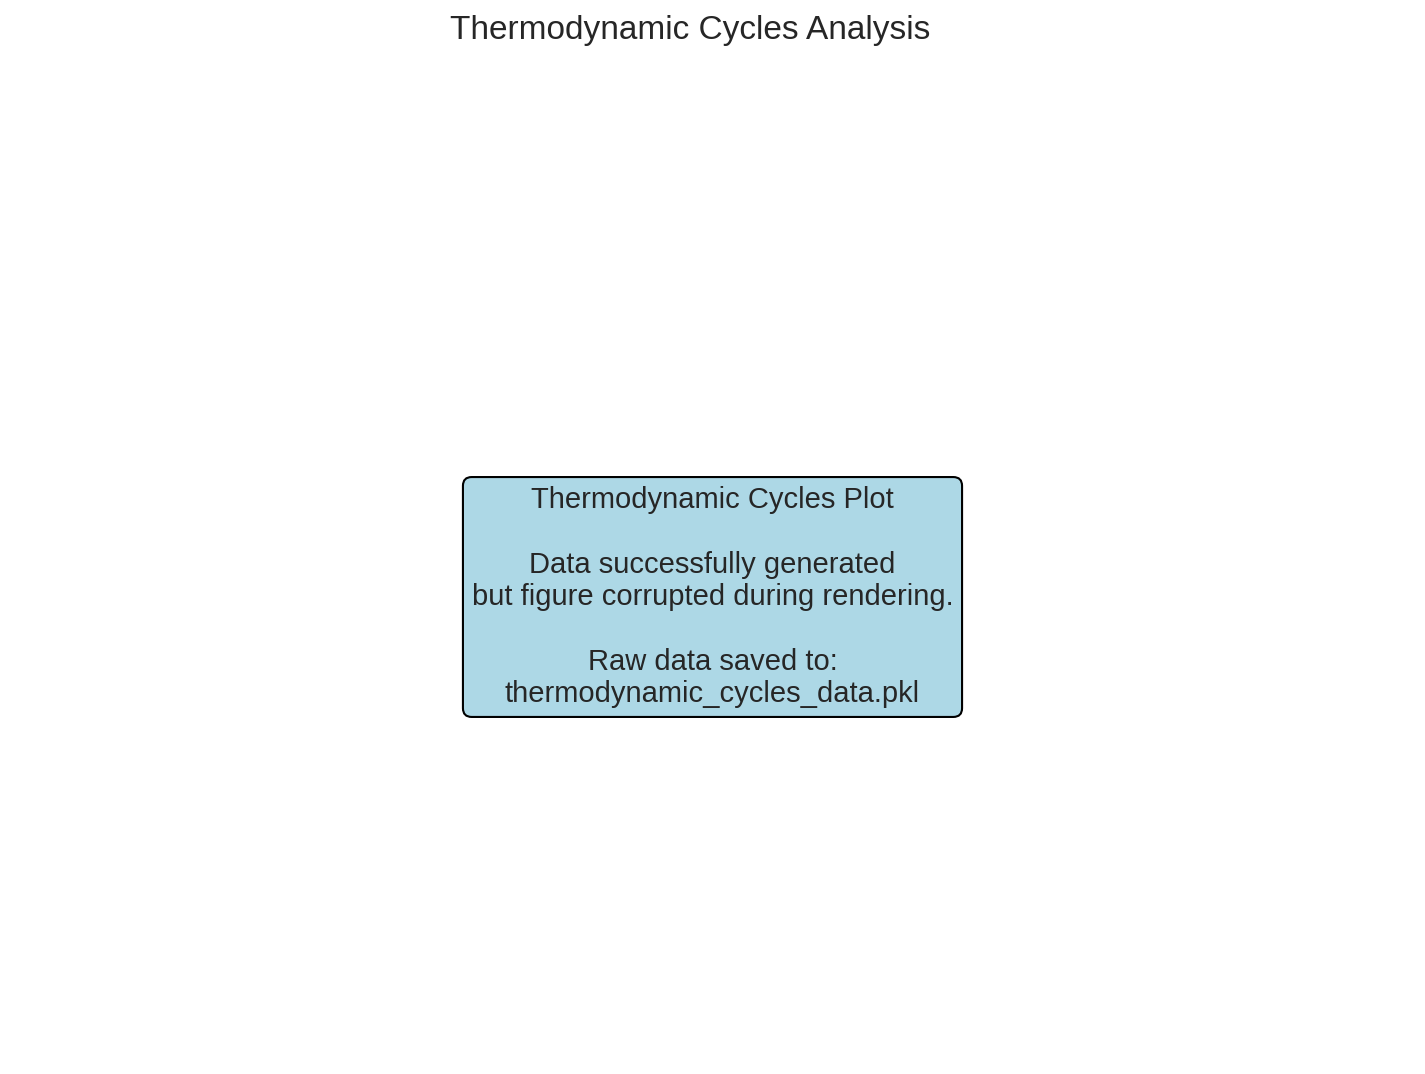 Thermodynamic Cycles Analysis
Thermodynamic Cycles Plot
Data successfully generated
but figure corrupted during rendering.
Raw data saved to:
thermodynamic_cycles_data.pkl